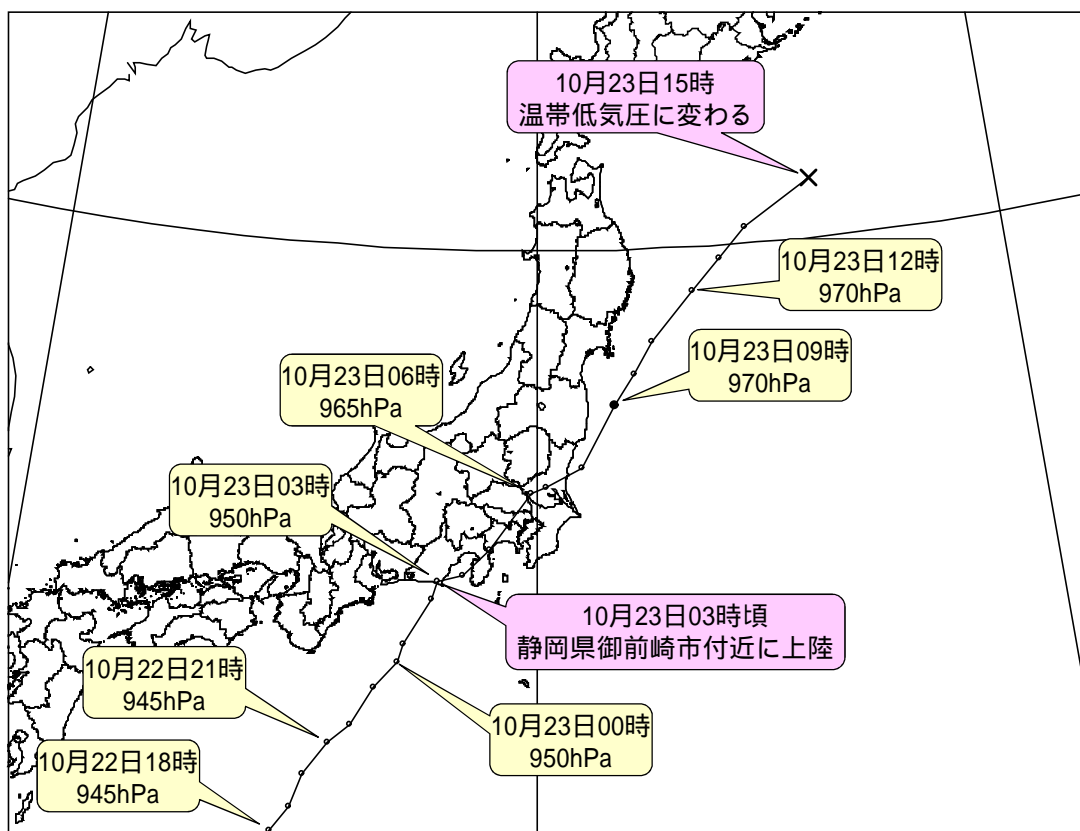 10月23日15時
温帯低気圧に変わる
10月23日12時
970hPa
10月23日09時
970hPa
10月23日06時
965hPa
10月23日03時
950hPa
10月23日03時頃
静岡県御前崎市付近に上陸
10月22日21時
945hPa
10月23日00時
950hPa
10月22日18時
945hPa